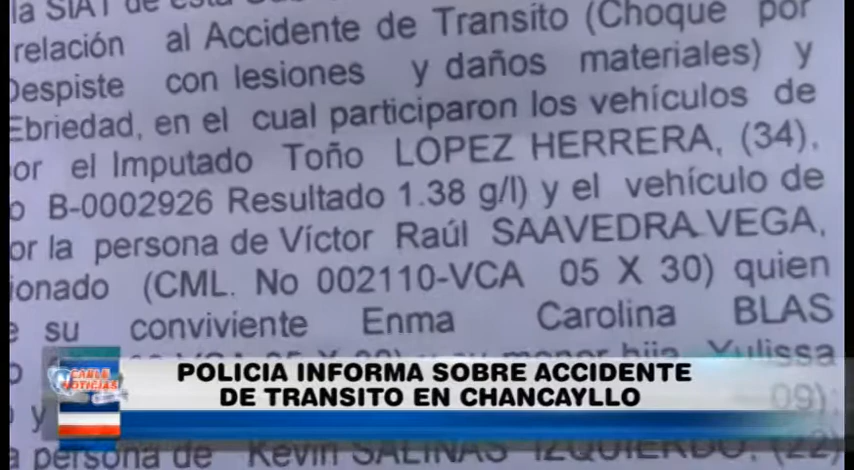 la SIAT de esta
relación al Accidente de Transito (Choque por
Despiste con lesiones y daños materiales) y
Ebriedad, en el cual participaron los vehículos de
or el Imputado Toño LOPEZ HERRERA, (34),
o B-0002926 Resultado 1.38 g/l) y el vehículo de
or la persona de Víctor Raúl SAAVEDRA VEGA,
ionado (CML. No 002110-VCA 05 X 30) quien
e su conviviente Enma Carolina BLAS
menor hija Yulissa
CABLE NOTICIAS
POLICIA INFORMA SOBRE ACCIDENTE
DE TRANSITO EN CHANCAYLLO
09)
y
a persona de Kevin SALINAS IZQUIERDO, (22)